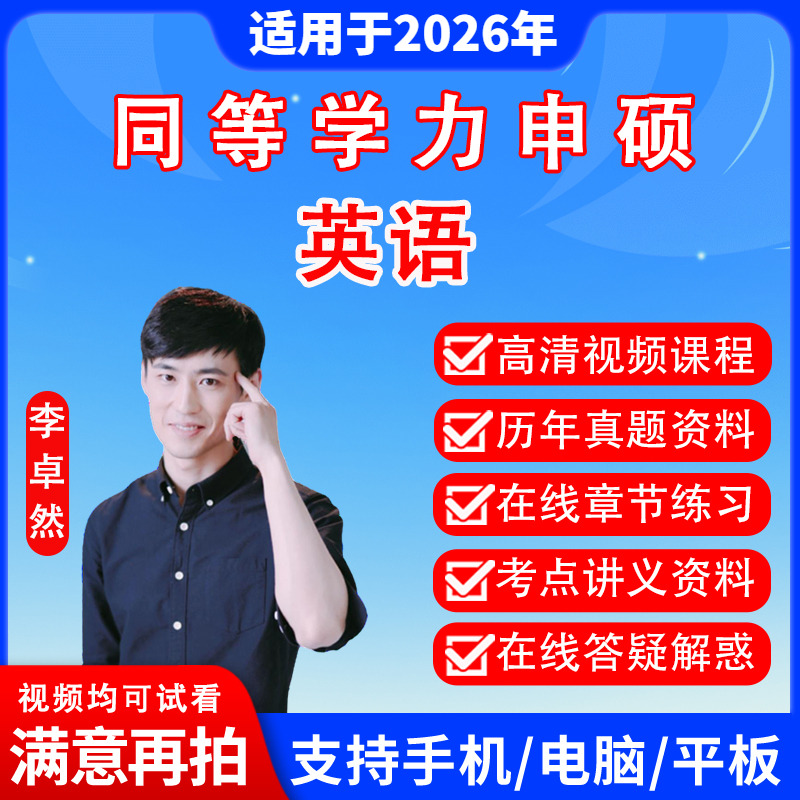 适用于2026年
同等学力申硕
英语
李卓然
高清视频课程
历年真题资料
在线章节练习
考点讲义资料
在线答疑解惑
视频均可试看
满意再拍
支持手机/电脑/平板